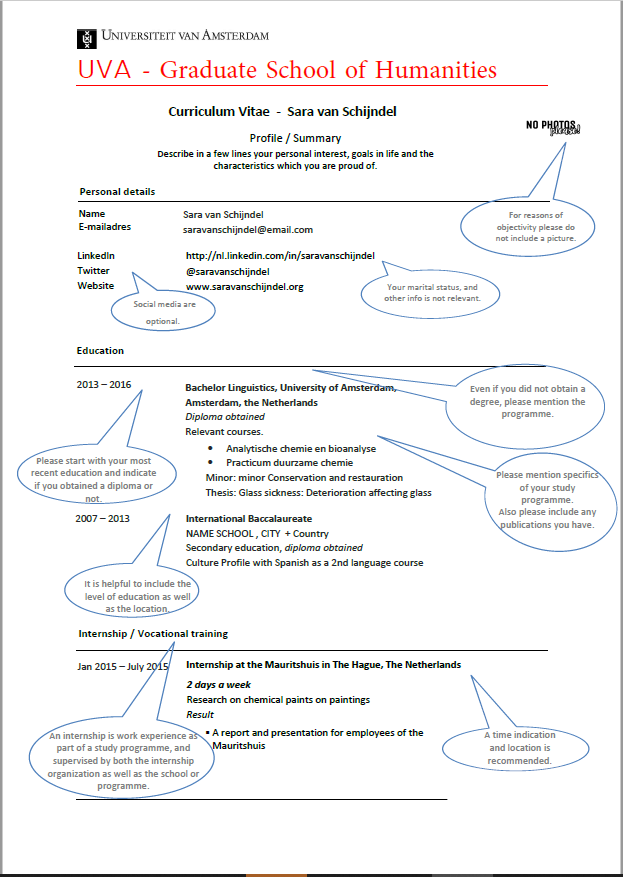 UNIVERSITEIT VAN AMSTERDAM
UVA - Graduate School of Humanities
Curriculum Vitae - Sara van Schijndel
NO PHOTOS
please!
Profile / Summary
Describe in a few lines your personal interest, goals in life and the
characteristics which you are proud of.
Personal details
Name Sara van Schijndel
E-mailadres saravanschijndel@email.com
For reasons of
objectivity please do
not include a picture.
LinkedIn http://nl.linkedin.com/in/saravanschijndel
Twitter @saravanschijndel
Website www.saravanschijndel.org
Your marital status, and
other info is not relevant.
Social media are
optional.
Education
2013 – 2016 Bachelor Linguistics, University of Amsterdam,
Amsterdam, the Netherlands
Diploma obtained
Relevant courses.
• Analytische chemie en bioanalyse
• Practicum duurzame chemie
Minor: minor Conservation and restauration
Thesis: Glass sickness: Deterioration affecting glass
Even if you did not obtain a
degree, please mention the
programme.
Please start with your most
recent education and indicate
if you obtained a diploma or
not.
Please mention specifics
of your study
programme.
Also please include any
publications you have.
2007 – 2013 International Baccalaureate
NAME SCHOOL , CITY + Country
Secondary education, diploma obtained
Culture Profile with Spanish as a 2nd language course
It is helpful to include the
level of education as well
as the location.
Internship / Vocational training
Jan 2015 – July 2015 Internship at the Mauritshuis in The Hague, The Netherlands
2 days a week
Research on chemical paints on paintings
Result
▪ A report and presentation for employees of the
Mauritshuis
An internship is work experience as
part of a study programme, and
supervised by both the internship
organization as well as the school or
programme.
A time indication
and location is
recommended.